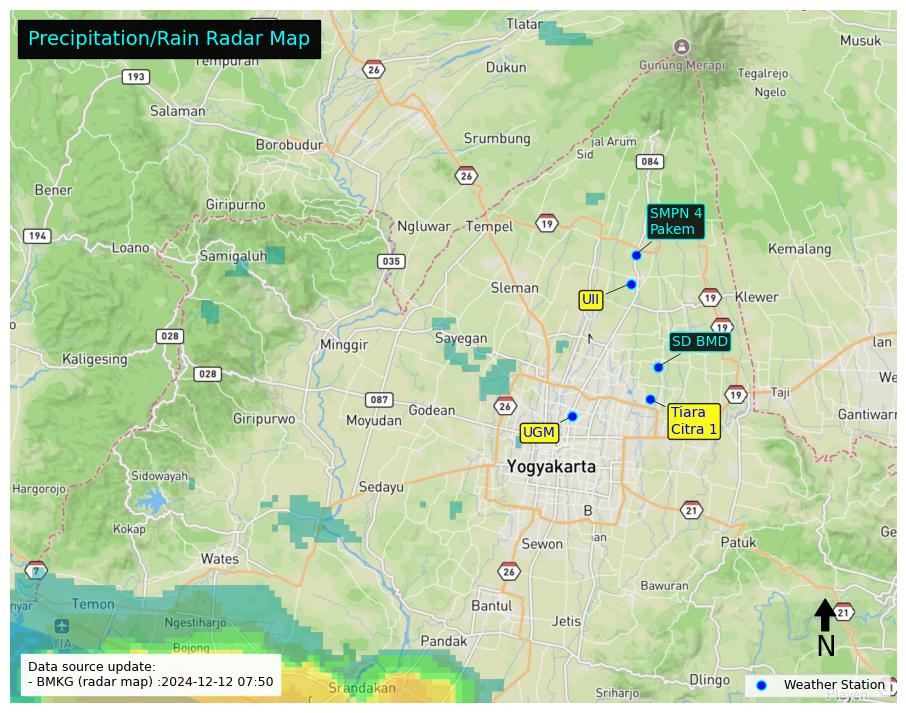 Precipitation/Rain Radar Map
Tlatar
Musuk
26
193
Dukun
Gunung Merapi
Tegalrejo
Ngelo
Salaman
Srumbung
Borobudur
jal Arum
Sid
084
26
Bener
Giripurno
SMPN 4
Pakem
194
Loano
Samigaluh
Ngluwar
Tempel
19
Kemalang
035
Sleman
UII
19
Klewer
028
Minggir
Sayegan
N
19
SD BMD
lan
Kaligesing
028
We
087
Godean
26
19
Taji
Giripurwo
Moyudan
UGM
Tiara
Citra 1
Gantiwarn
Yogyakarta
Hargorojo
Sidowayah
Sedayu
B
21
Kokap
Sewon
an
Patuk
Ge
7
Wates
26
Bawuran
nyar
Temon
Bantul
21
Ngestiharjo
Jetis
YIA
Bojong
Pandak
N
Data source update:
- BMKG (radar map) :2024-12-12 07:50
Srandakan
Sriharjo
Dlingo
Weather Station
Playen